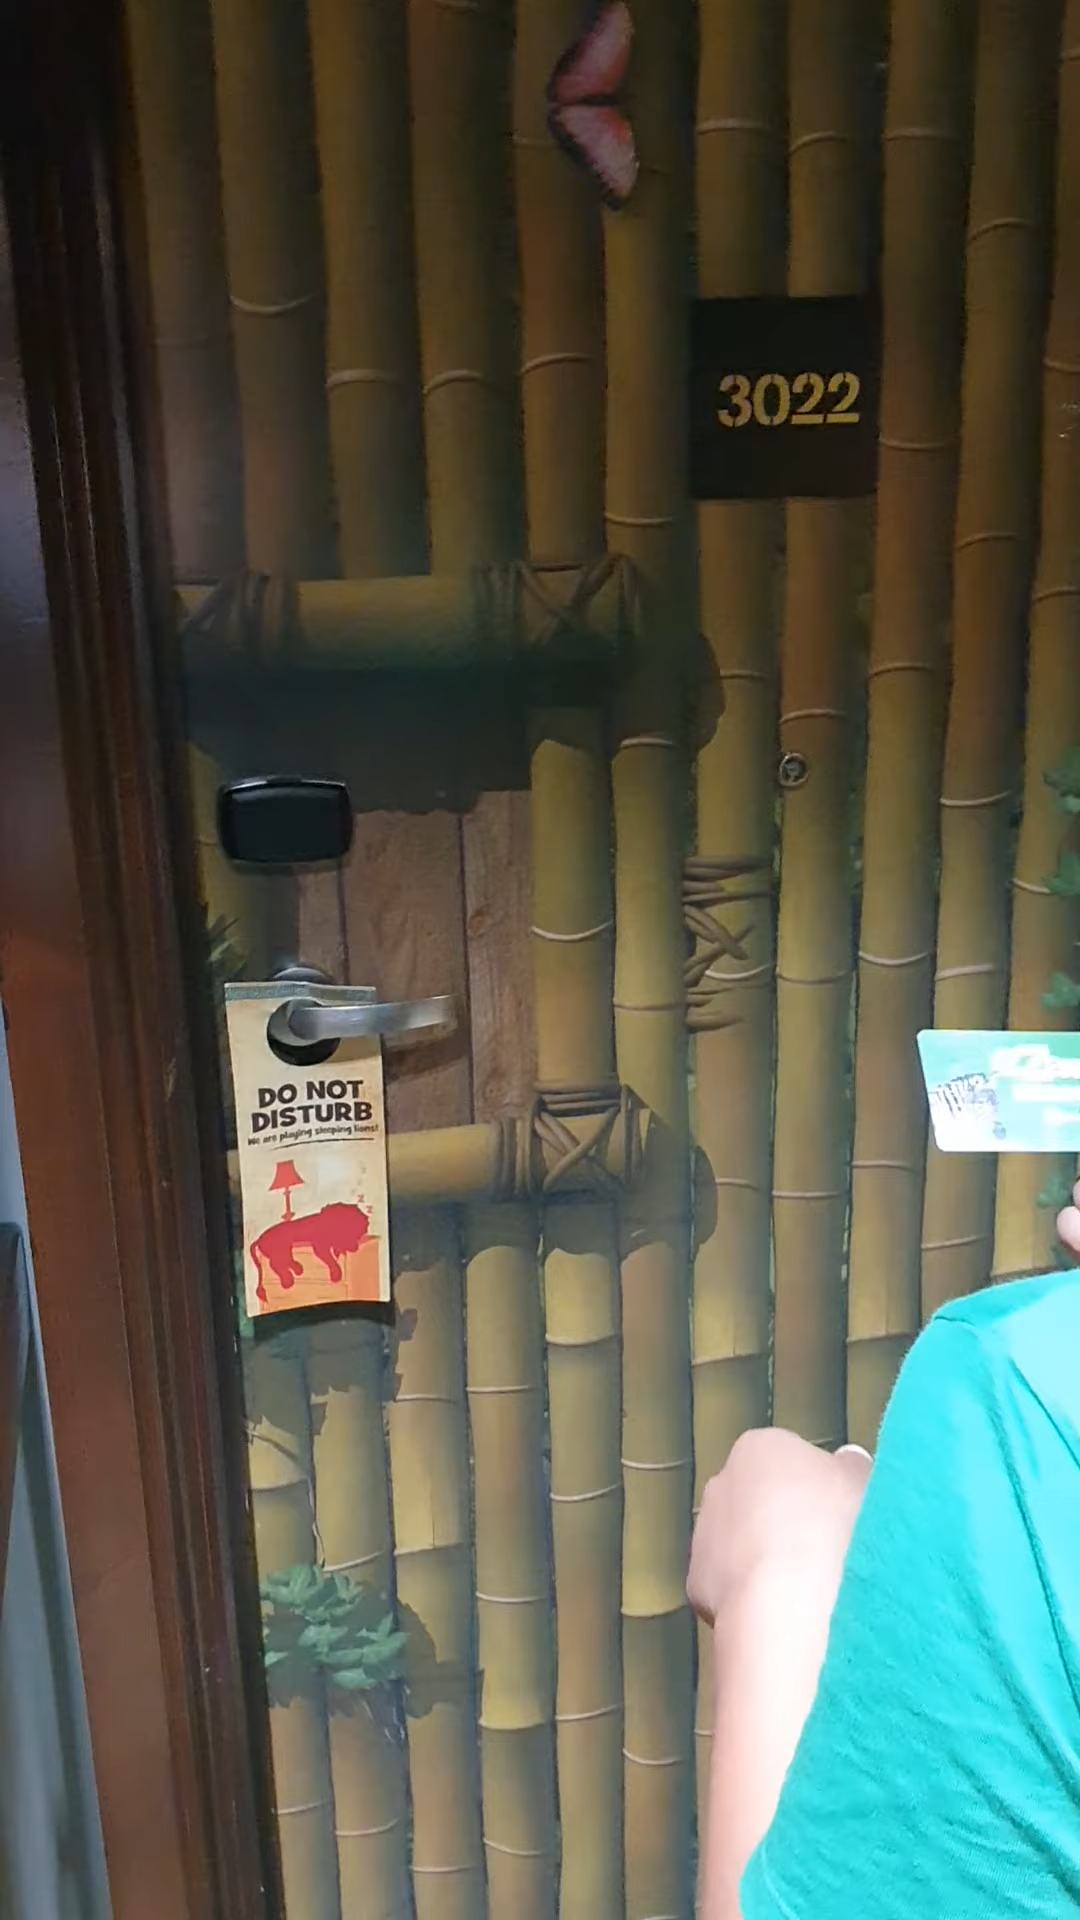 3022
DO NOT
DISTURB
We are playing sleeping lions!
z
z